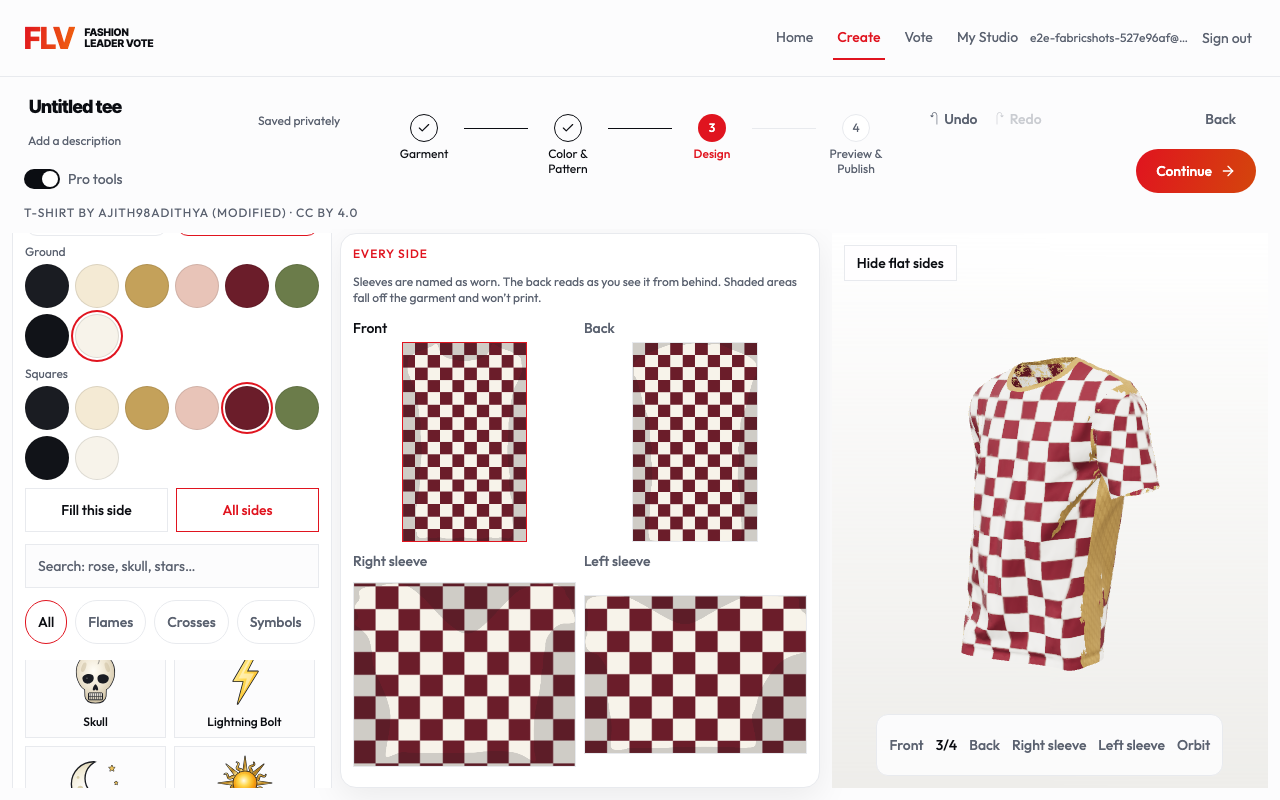 FLV FASHION LEADER VOTE
Home Create Vote My Studio e2e-fabricshots-527e96af@... Sign out
Untitled tee
Saved privately
Add a description
Pro tools
Garment
Color & Pattern
3
Design
4
Preview & Publish
Undo Redo
Back
Continue
T-SHIRT BY AJITH98ADITHYA (MODIFIED) · CC BY 4.0
Ground
Squares
Fill this side
All sides
Search: rose, skull, stars...
All Flames Crosses Symbols
Skull
Lightning Bolt
EVERY SIDE
Sleeves are named as worn. The back reads as you see it from behind. Shaded areas
fall off the garment and won't print.
Front
Back
Right sleeve
Left sleeve
Hide flat sides
Front 3/4 Back Right sleeve Left sleeve Orbit